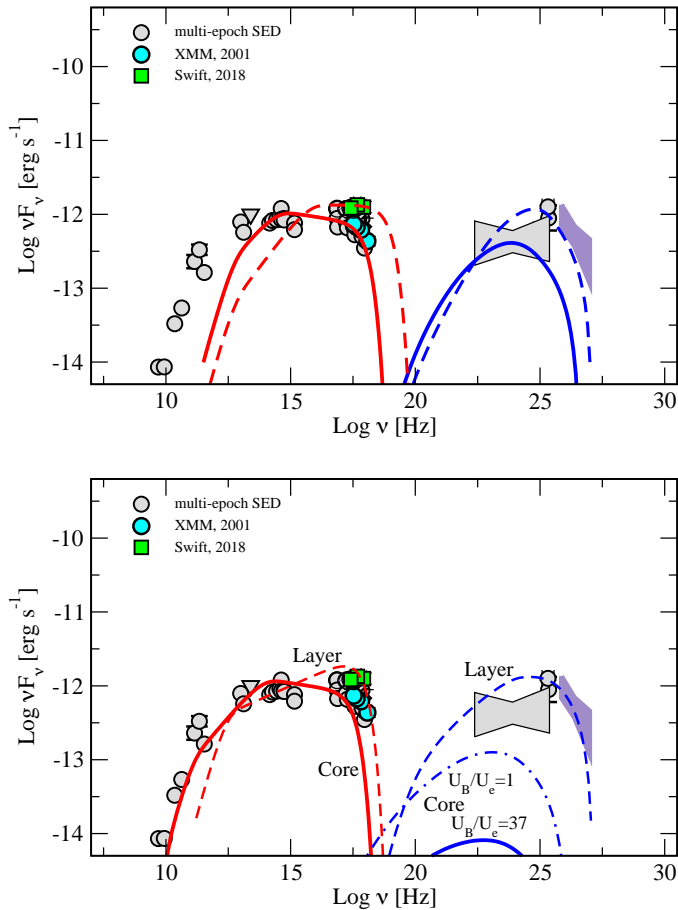 multi-epoch SED
XMM, 2001
Swift, 2018
-10
-11
-12
-13
-14
Log νFν [erg s⁻¹]
10 15 20 25 30
Log ν [Hz]
multi-epoch SED
XMM, 2001
Swift, 2018
-10
-11
-12
-13
-14
Log νFν [erg s⁻¹]
Layer
Layer
Core
U_B/U_e=1
Core
U_B/U_e=37
10 15 20 25 30
Log ν [Hz]